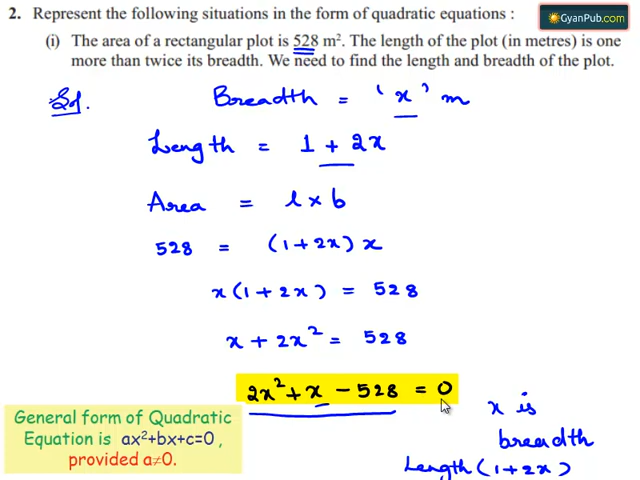 2. Represent the following situations in the form of quadratic equations :
GyanPub.com
(i) The area of a rectangular plot is 528 m². The length of the plot (in metres) is one
more than twice its breadth. We need to find the length and breadth of the plot.
Sol. Breadth = 'x' m
Length = 1 + 2x
Area = l × b
528 = (1+2x) x
x(1+2x) = 528
x + 2x² = 528
2x² + x - 528 = 0
General form of Quadratic
Equation is ax²+bx+c=0 ,
provided a≠0.
x is
breadth
Length (1+2x)